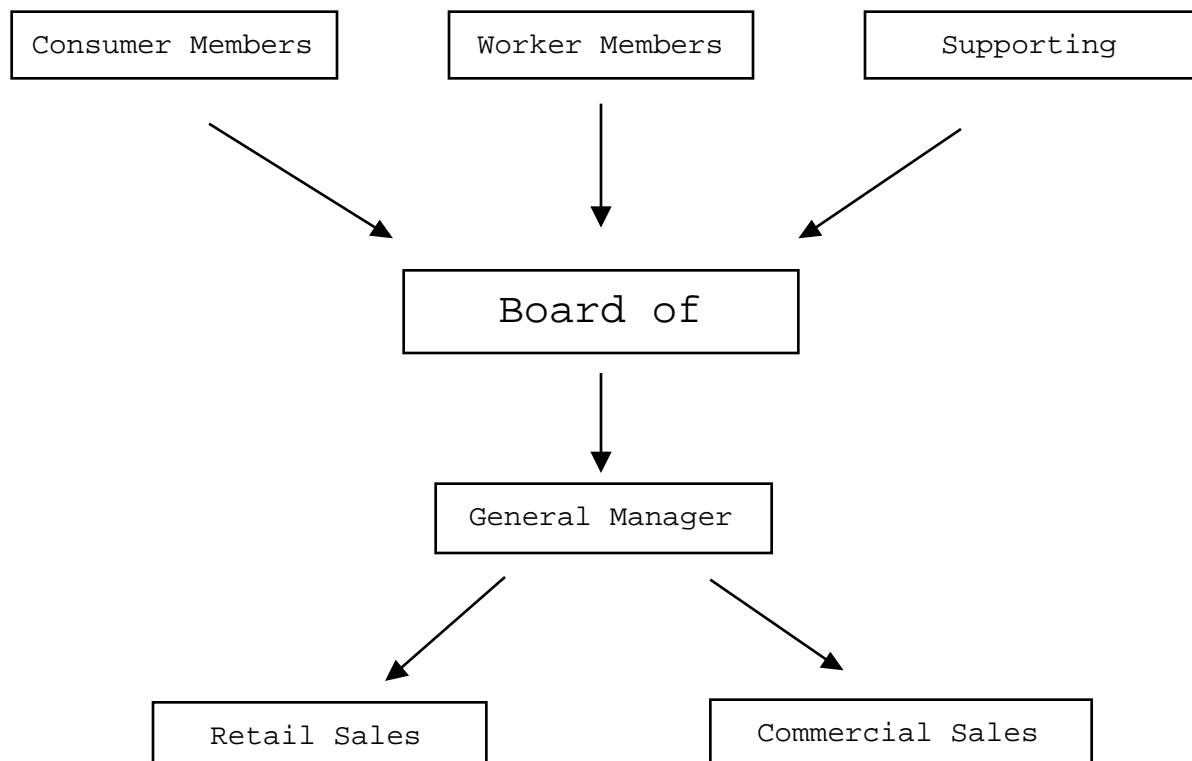 Consumer Members
Worker Members
Supporting
Board of
General Manager
Retail Sales
Commercial Sales